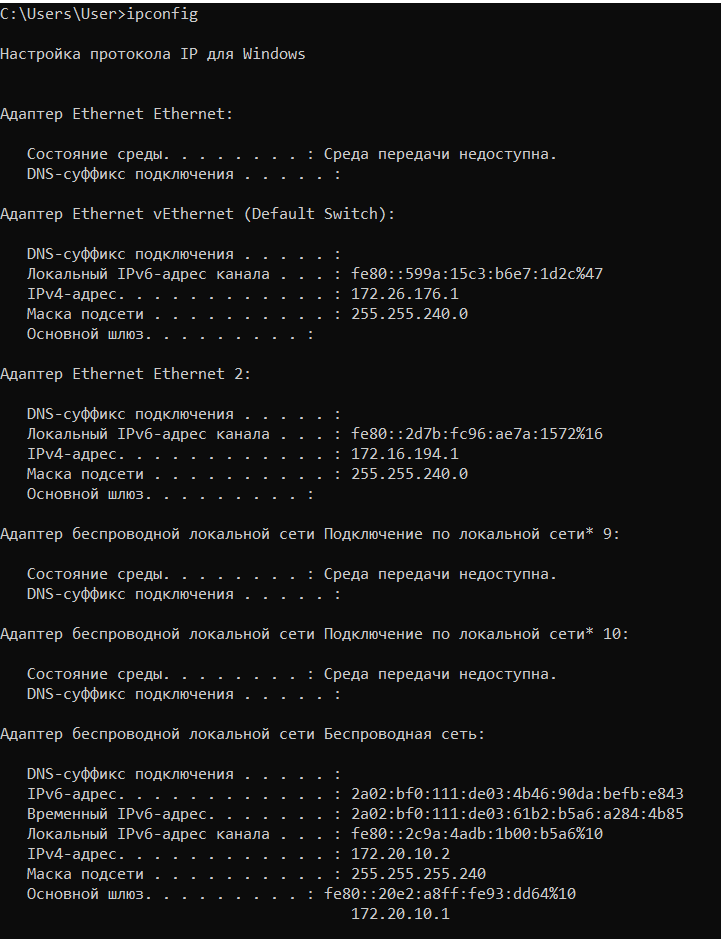 C:\Users\User>ipconfig
Настройка протокола IP для Windows
Адаптер Ethernet Ethernet:
Состояние среды. . . . . . . . : Среда передачи недоступна.
DNS-суффикс подключения . . . . . :
Адаптер Ethernet vEthernet (Default Switch):
DNS-суффикс подключения . . . . . :
Локальный IPv6-адрес канала . . . : fe80::599a:15c3:b6e7:1d2c%47
IPv4-адрес. . . . . . . . . . . . : 172.26.176.1
Маска подсети . . . . . . . . . . : 255.255.240.0
Основной шлюз. . . . . . . . . :
Адаптер Ethernet Ethernet 2:
DNS-суффикс подключения . . . . . :
Локальный IPv6-адрес канала . . . : fe80::2d7b:fc96:ae7a:1572%16
IPv4-адрес. . . . . . . . . . . . : 172.16.194.1
Маска подсети . . . . . . . . . . : 255.255.240.0
Основной шлюз. . . . . . . . . :
Адаптер беспроводной локальной сети Подключение по локальной сети* 9:
Состояние среды. . . . . . . . : Среда передачи недоступна.
DNS-суффикс подключения . . . . . :
Адаптер беспроводной локальной сети Подключение по локальной сети* 10:
Состояние среды. . . . . . . . : Среда передачи недоступна.
DNS-суффикс подключения . . . . . :
Адаптер беспроводной локальной сети Беспроводная сеть:
DNS-суффикс подключения . . . . . :
IPv6-адрес. . . . . . . . . . . . : 2a02:bf0:111:de03:4b46:90da:befb:e843
Временный IPv6-адрес. . . . . . . : 2a02:bf0:111:de03:61b2:b5a6:a284:4b85
Локальный IPv6-адрес канала . . . : fe80::2c9a:4adb:1b00:b5a6%10
IPv4-адрес. . . . . . . . . . . . : 172.20.10.2
Маска подсети . . . . . . . . . . : 255.255.255.240
Основной шлюз. . . . . . . . . : fe80::20e2:a8ff:fe93:dd64%10
172.20.10.1